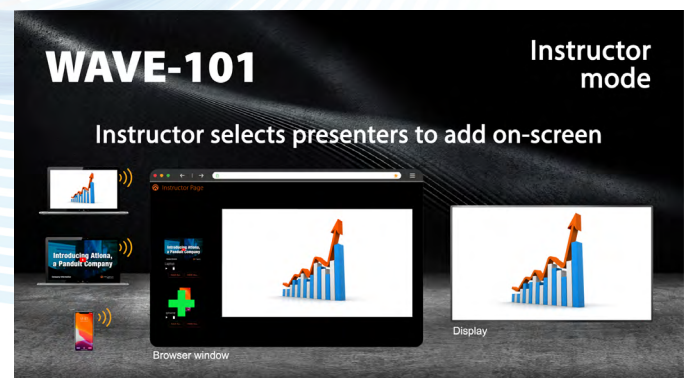 WAVE-101
Instructor
mode
Instructor selects presenters to add on-screen
Instructor Page
Introducing Atlona,
a Panduit Company
Introducing Atlona,
a Panduit Company
Browser window
Display